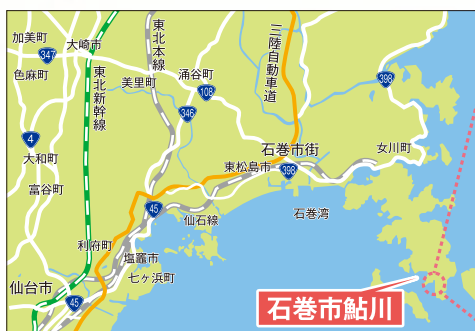 加美町
大崎市
347
色麻町
東北新幹線
東北本線
美里町
涌谷町
108
346
三陸自動車道
398
4
大和町
富谷町
石巻市街
東松島市
398
女川町
45
仙石線
石巻湾
利府町
塩竈市
七ヶ浜町
仙台市
45
石巻市鮎川